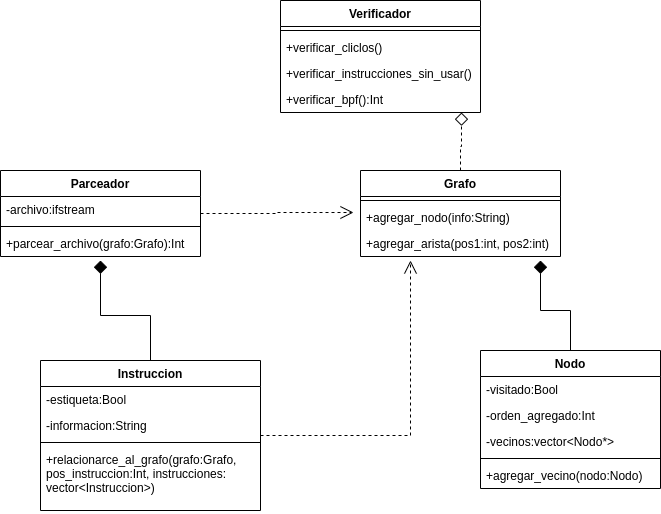 Verificador
+verificar_cliclos()
+verificar_instrucciones_sin_usar()
+verificar_bpf():Int
Parceador
-archivo:ifstream
+parcear_archivo(grafo:Grafo):Int
Grafo
+agregar_nodo(info:String)
+agregar_arista(pos1:int, pos2:int)
Instruccion
-estiqueta:Bool
-informacion:String
+relacionarce_al_grafo(grafo:Grafo,
pos_instruccion:Int, instrucciones:
vector<Instruccion>)
Nodo
-visitado:Bool
-orden_agregado:Int
-vecinos:vector<Nodo*>
+agregar_vecino(nodo:Nodo)